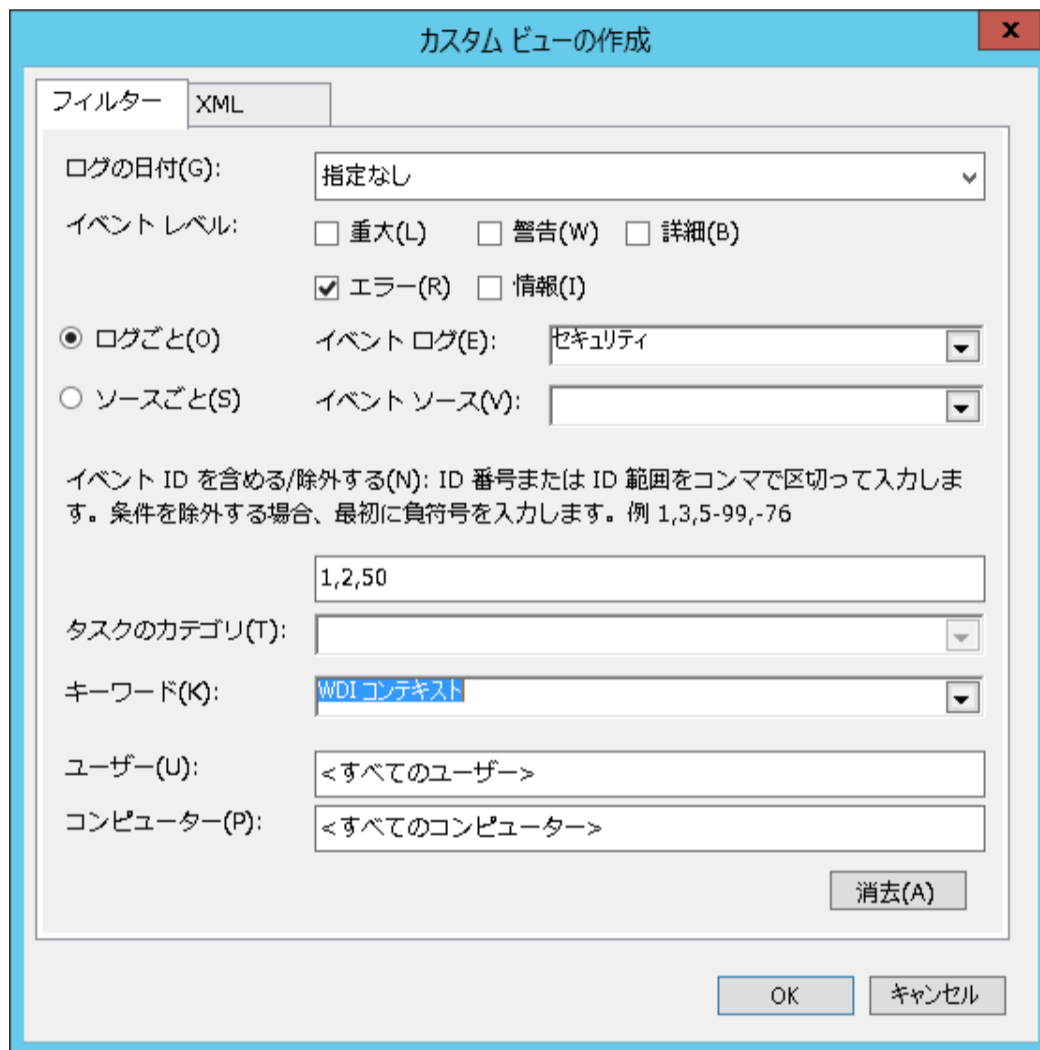 カスタム ビューの作成
x
フィルター XML
ログの日付(G): 指定なし
イベント レベル: 重大(L) 警告(W) 詳細(B)
エラー(R) 情報(I)
ログごと(O) イベント ログ(E): セキュリティ
ソースごと(S) イベント ソース(V):
イベント ID を含める/除外する(N): ID 番号または ID 範囲をコンマで区切って入力しま
す。条件を除外する場合、最初に負符号を入力します。例 1,3,5-99,-76
1,2,50
タスクのカテゴリ(T):
キーワード(K): WDI コンテキスト
ユーザー(U): <すべてのユーザー>
コンピューター(P): <すべてのコンピューター>
消去(A)
OK キャンセル